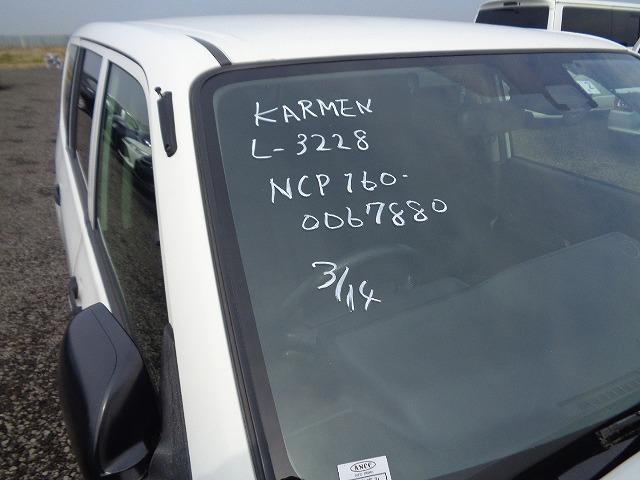 KARMEN
L-3228
NCP160-
0067880
3/14